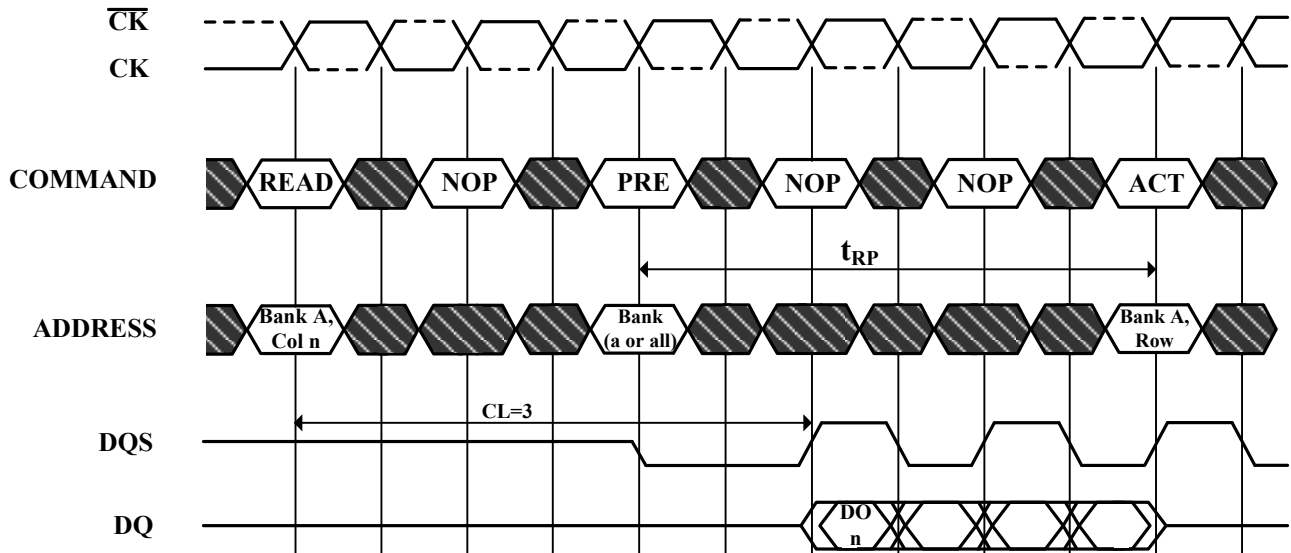 C̅K̅
CK
COMMAND
READ NOP PRE NOP NOP ACT
tRP
ADDRESS
Bank A,
Col n
Bank
(a or all)
Bank A,
Row
CL=3
DQS
DQ
DO
n